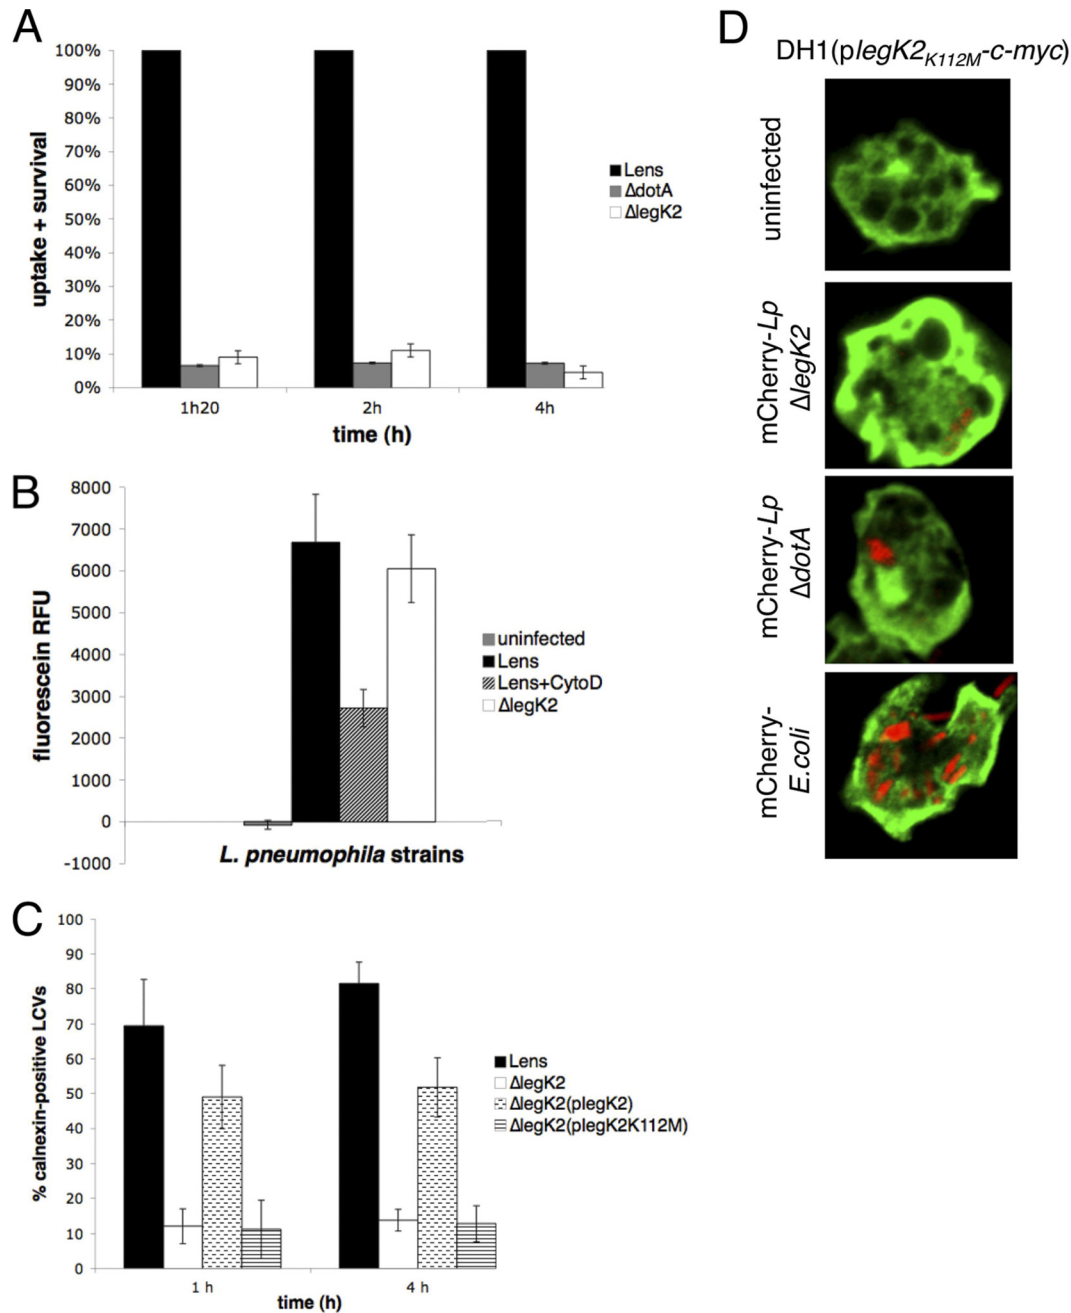 A
100%
90%
80%
70%
60%
50%
40%
30%
20%
10%
0%
uptake + survival
1h20
2h
4h
time (h)
Lens
ΔdotA
ΔlegK2
B
8000
7000
6000
5000
4000
3000
2000
1000
0
-1000
fluorescein RFU
L. pneumophila strains
uninfected
Lens
Lens+CytoD
ΔlegK2
C
100
90
80
70
60
50
40
30
20
10
0
% calnexin-positive LCVs
1 h
4 h
time (h)
Lens
ΔlegK2
ΔlegK2(plegK2)
ΔlegK2(plegK2K112M)
D
DH1(plegK2K112M-c-myc)
uninfected
mCherry-Lp
ΔlegK2
mCherry-Lp
ΔdotA
mCherry-
E.coli